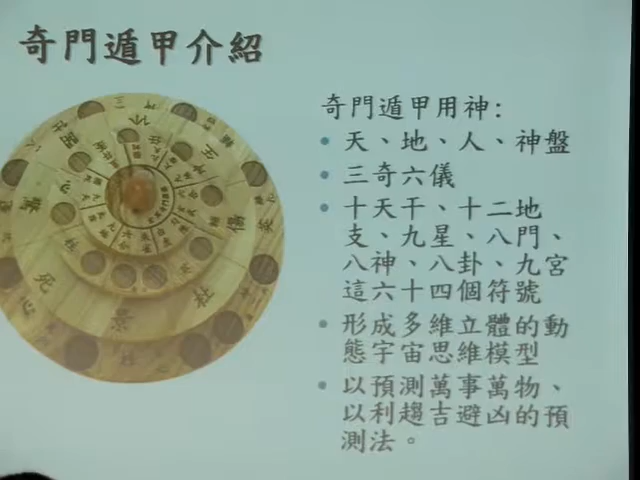 奇門遁甲介紹
奇門遁甲用神：
• 天、地、人、神盤
• 三奇六儀
• 十天干、十二地
支、九星、八門、
八神、八卦、九宮
這六十四個符號
• 形成多維立體的動
態宇宙思維模型
• 以預測萬事萬物、
以利趨吉避凶的預
測法。
死
景
杜
傷